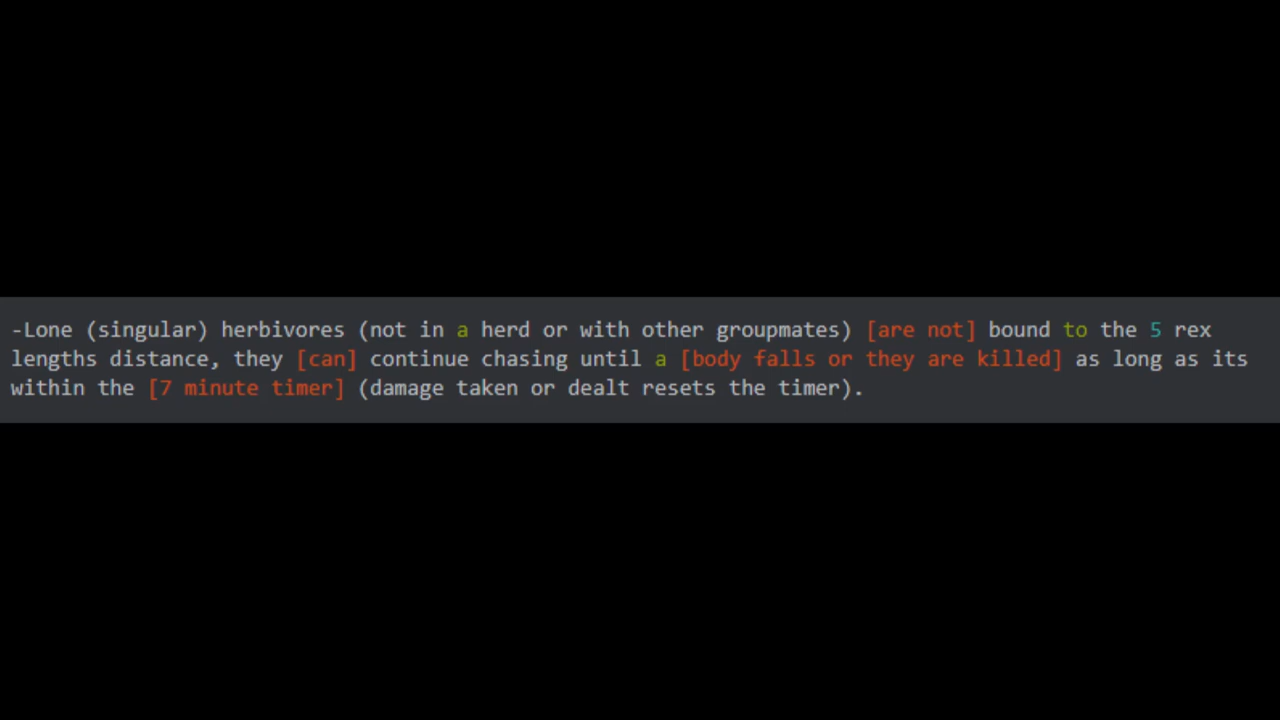 -Lone (singular) herbivores (not in a herd or with other groupmates) [are not] bound to the 5 rex
lengths distance, they [can] continue chasing until a [body falls or they are killed] as long as its
within the [7 minute timer] (damage taken or dealt resets the timer).